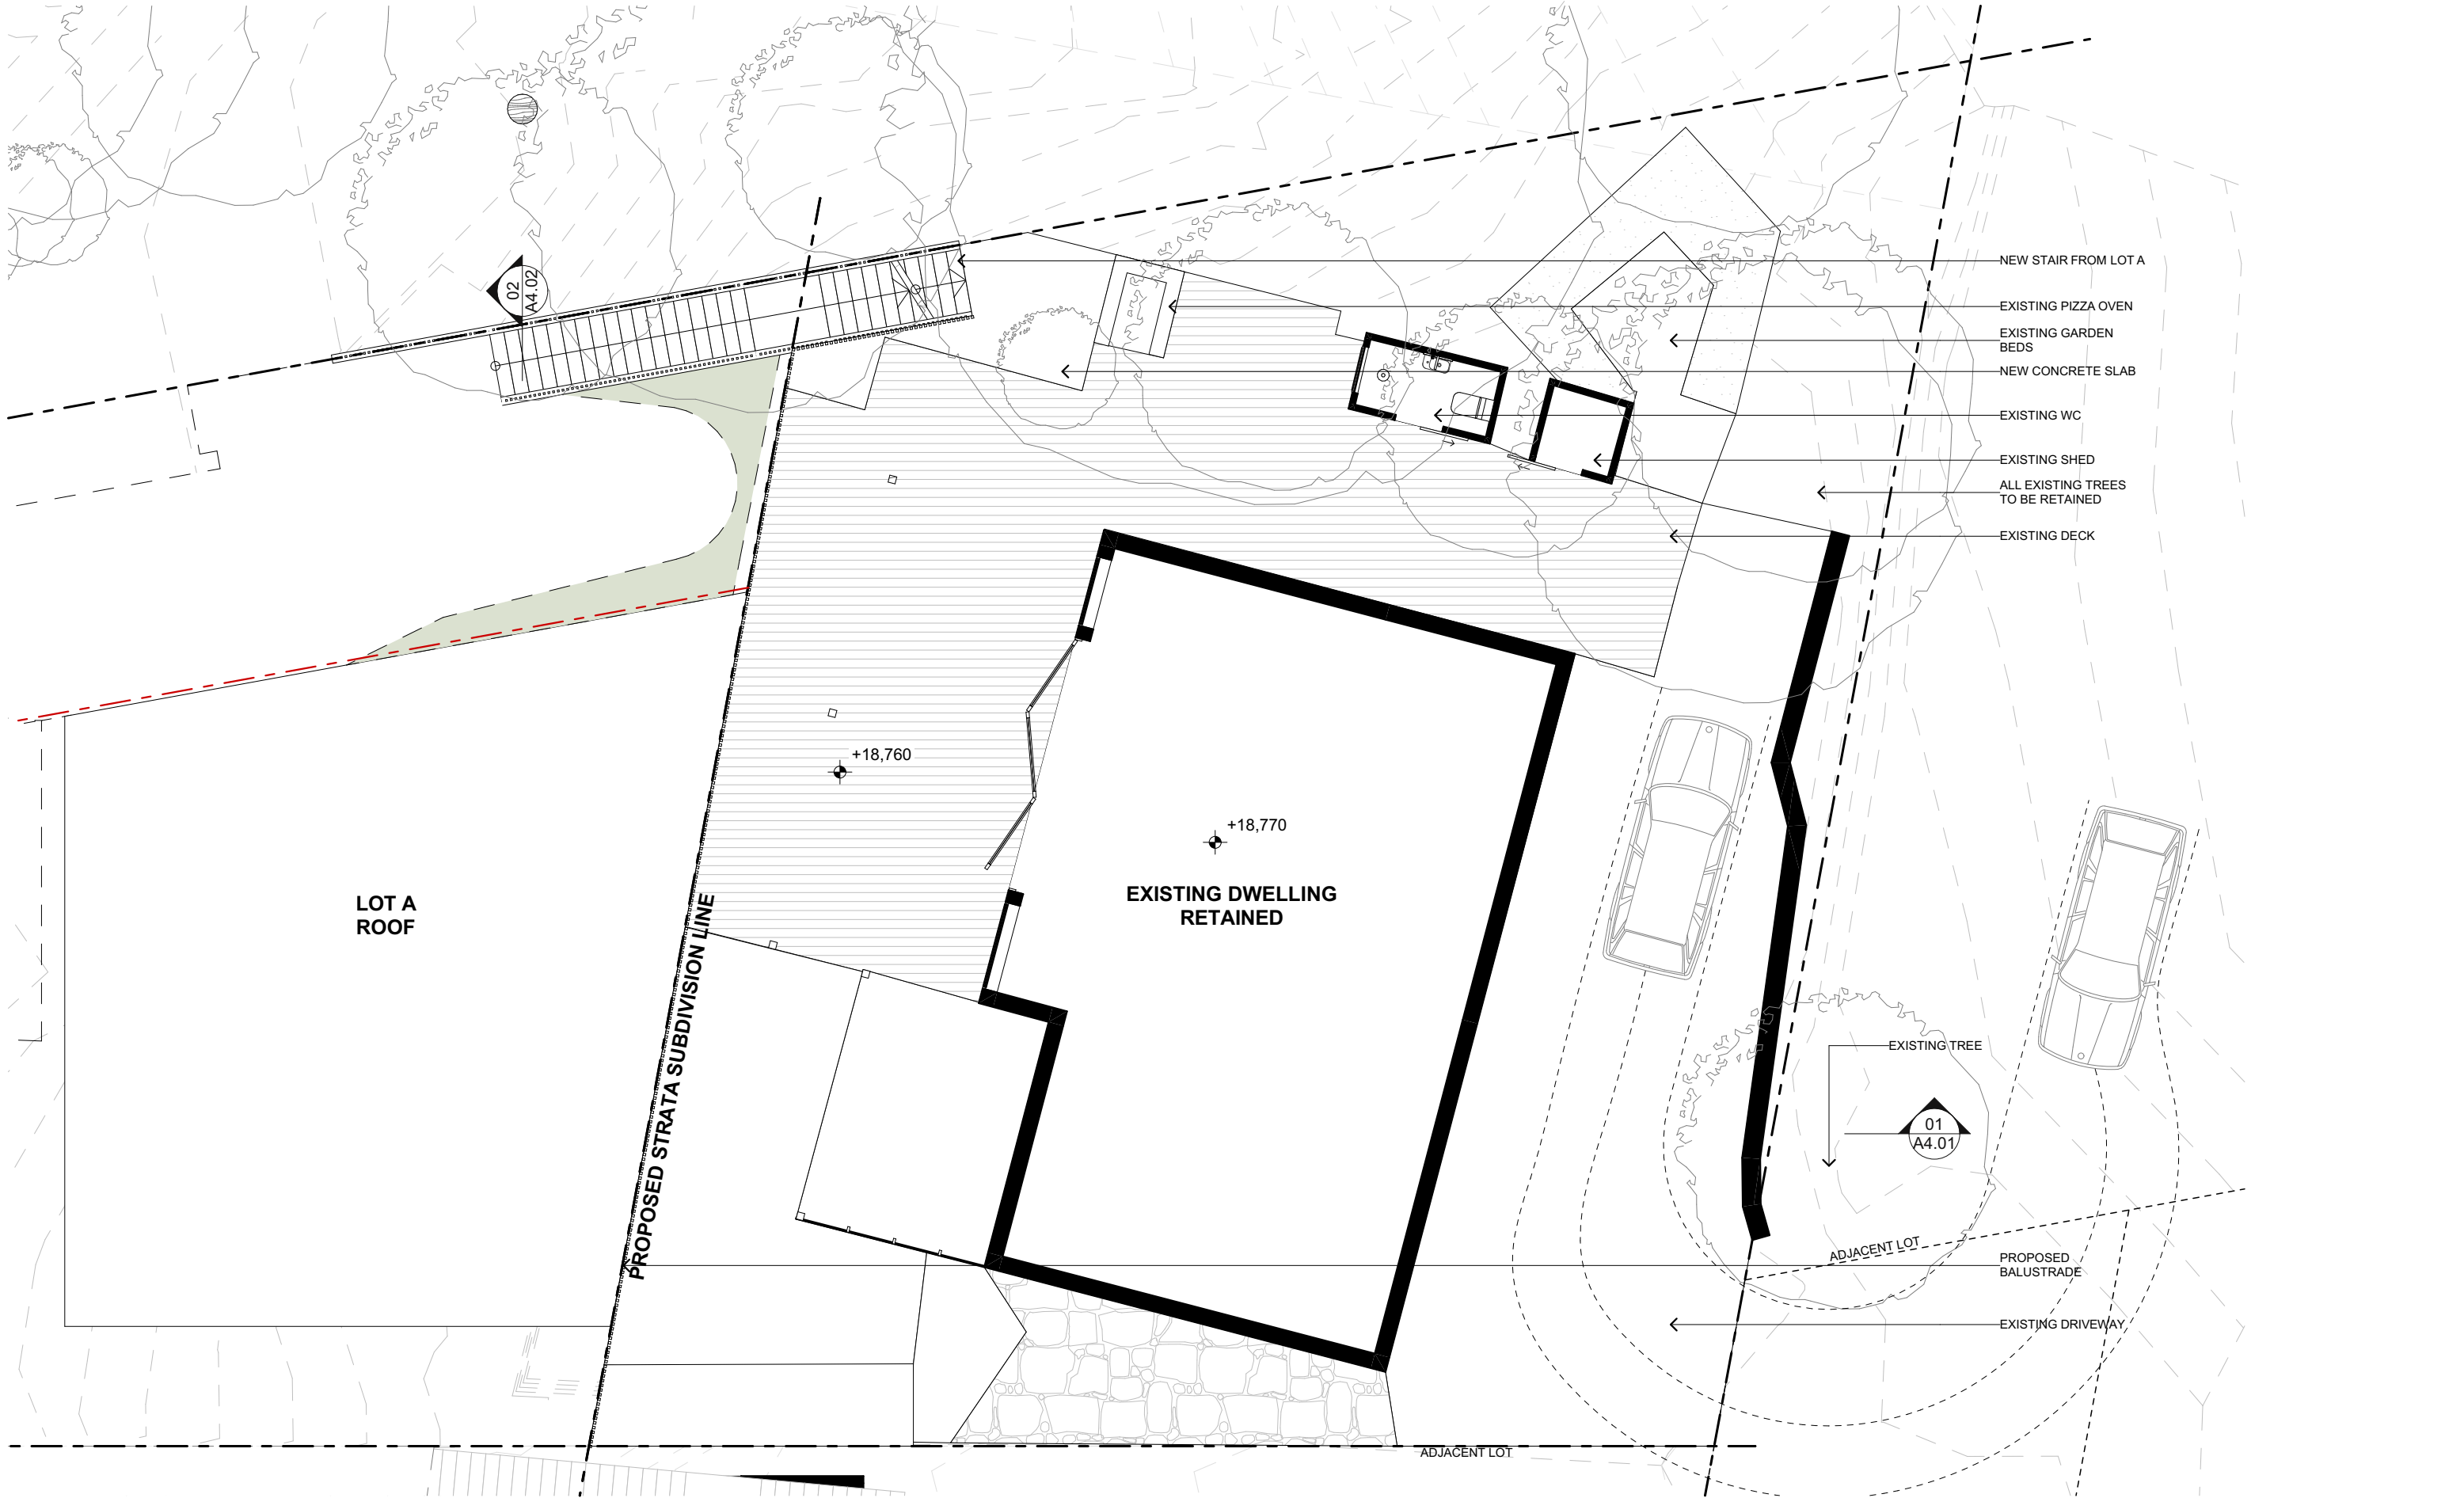 02
A4.02
NEW STAIR FROM LOT A
EXISTING PIZZA OVEN
EXISTING GARDEN
BEDS
NEW CONCRETE SLAB
EXISTING WC
EXISTING SHED
ALL EXISTING TREES
TO BE RETAINED
EXISTING DECK
+18,760
+18,770
LOT A
ROOF
EXISTING DWELLING
RETAINED
PROPOSED STRATA SUBDIVISION LINE
EXISTING TREE
01
A4.01
ADJACENT LOT
PROPOSED
BALUSTRADE
EXISTING DRIVEWAY
ADJACENT LOT